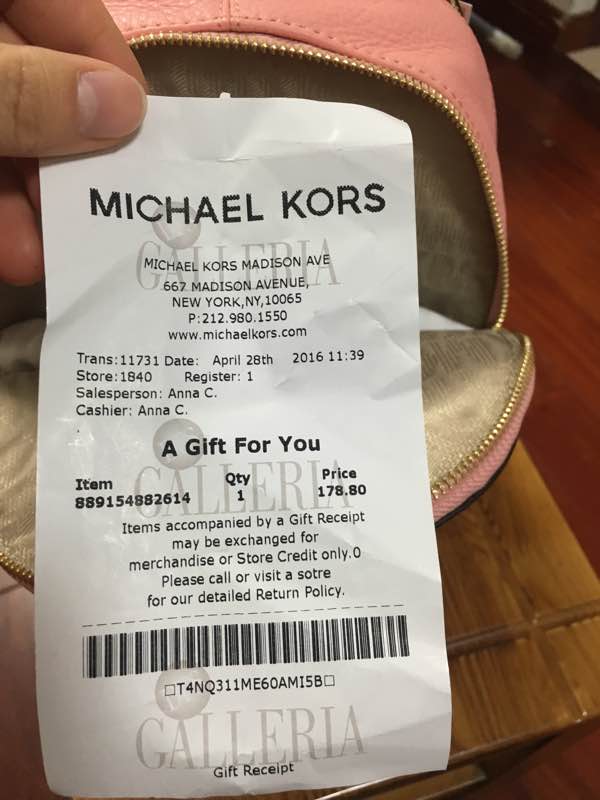 MICHAEL KORS
GALLERIA
MICHAEL KORS MADISON AVE
667 MADISON AVENUE,
NEW YORK,NY,10065
P:212.980.1550
www.michaelkors.com
Trans:11731 Date: April 28th 2016 11:39
Store:1840 Register: 1
Salesperson: Anna C.
Cashier: Anna C.
.
A Gift For You
GALLERIA
Item Qty Price
889154882614 1 178.80
Items accompanied by a Gift Receipt
may be exchanged for
merchandise or Store Credit only.0
Please call or visit a sotre
for our detailed Return Policy.
□T4NQ311ME60AMI5B□
GALLERIA
Gift Receipt